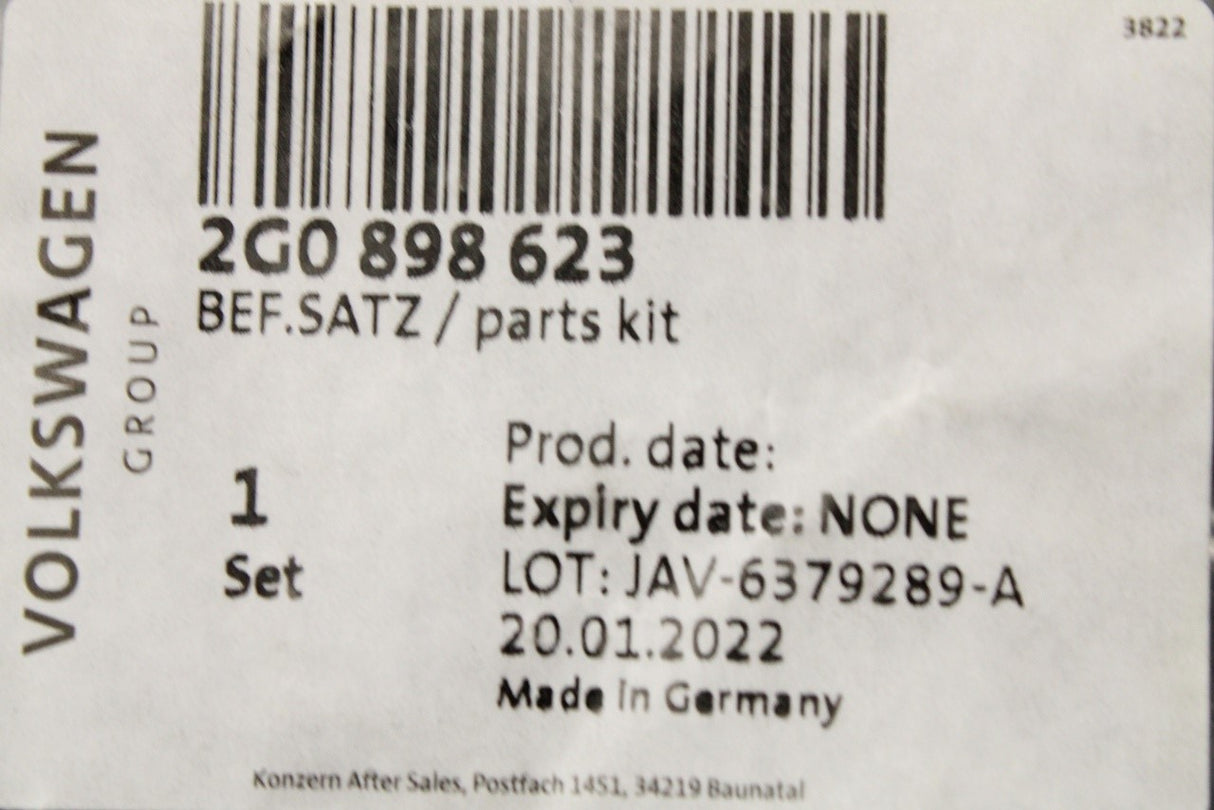 3822
VOLKSWAGEN
GROUP
2G0 898 623
BEF.SATZ / parts kit
1
Set
Prod. date:
Expiry date: NONE
LOT: JAV-6379289-A
20.01.2022
Made in Germany
Konzern After Sales, Postfach 1451, 34219 Baunatal